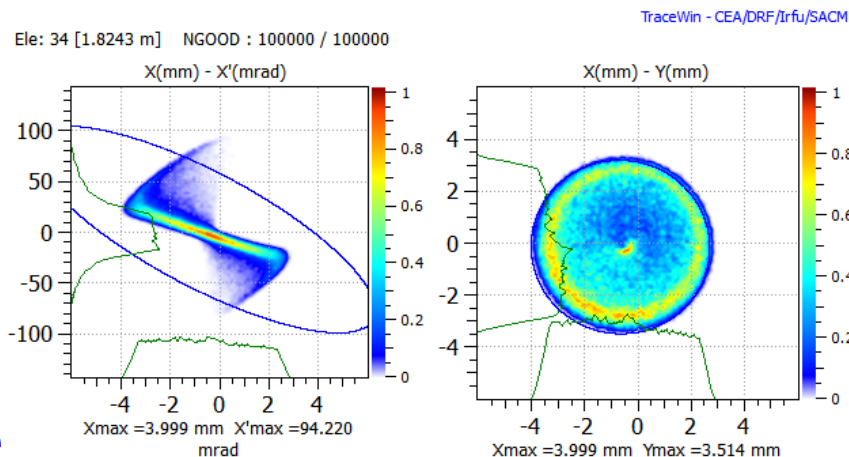 TraceWin - CEA/DRF/Irfu/SACM
Ele: 34 [1.8243 m] NGOOD : 100000 / 100000
X(mm) - X'(mrad)
100
50
0
-50
-100
-4 -2 0 2 4
1
0.8
0.6
0.4
0.2
0
Xmax =3.999 mm X'max =94.220
mrad
X(mm) - Y(mm)
4
2
0
-2
-4
-4 -2 0 2 4
1
0.8
0.6
0.4
0.2
0
Xmax =3.999 mm Ymax =3.514 mm